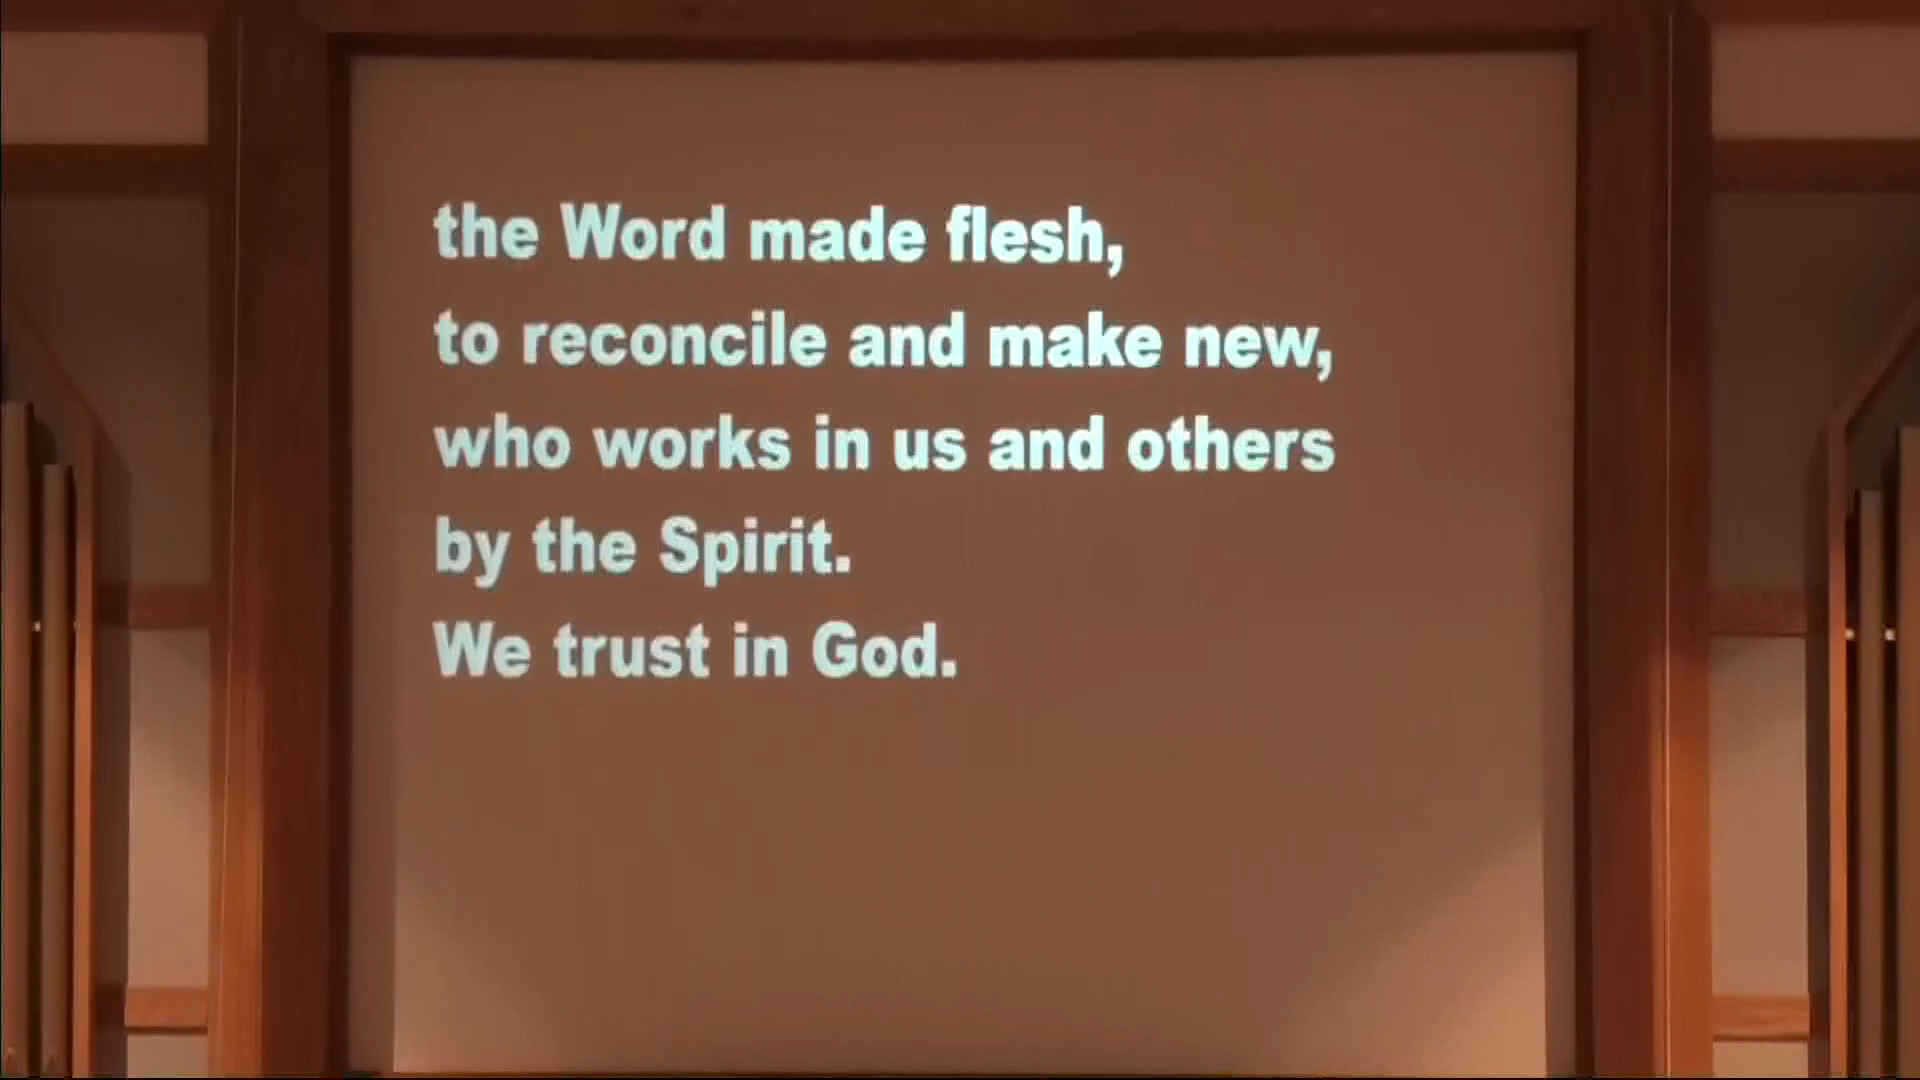 the Word made flesh,
to reconcile and make new,
who works in us and others
by the Spirit.
We trust in God.